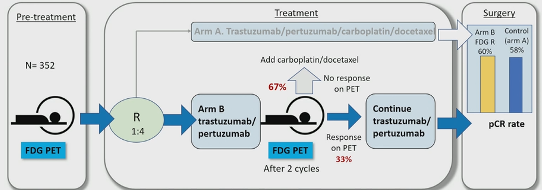 Pre-treatment
Treatment
Surgery
N= 352
Arm A. Trastuzumab/pertuzumab/carboplatin/docetaxel
Arm B
FDG R
60%
Control
(arm A)
58%
Add carboplatin/docetaxel
67%
No response
on PET
R
1:4
Arm B
trastuzumab/
pertuzumab
Continue
trastuzumab/
pertuzumab
pCR rate
FDG PET
FDG PET
Response
on PET
33%
After 2 cycles